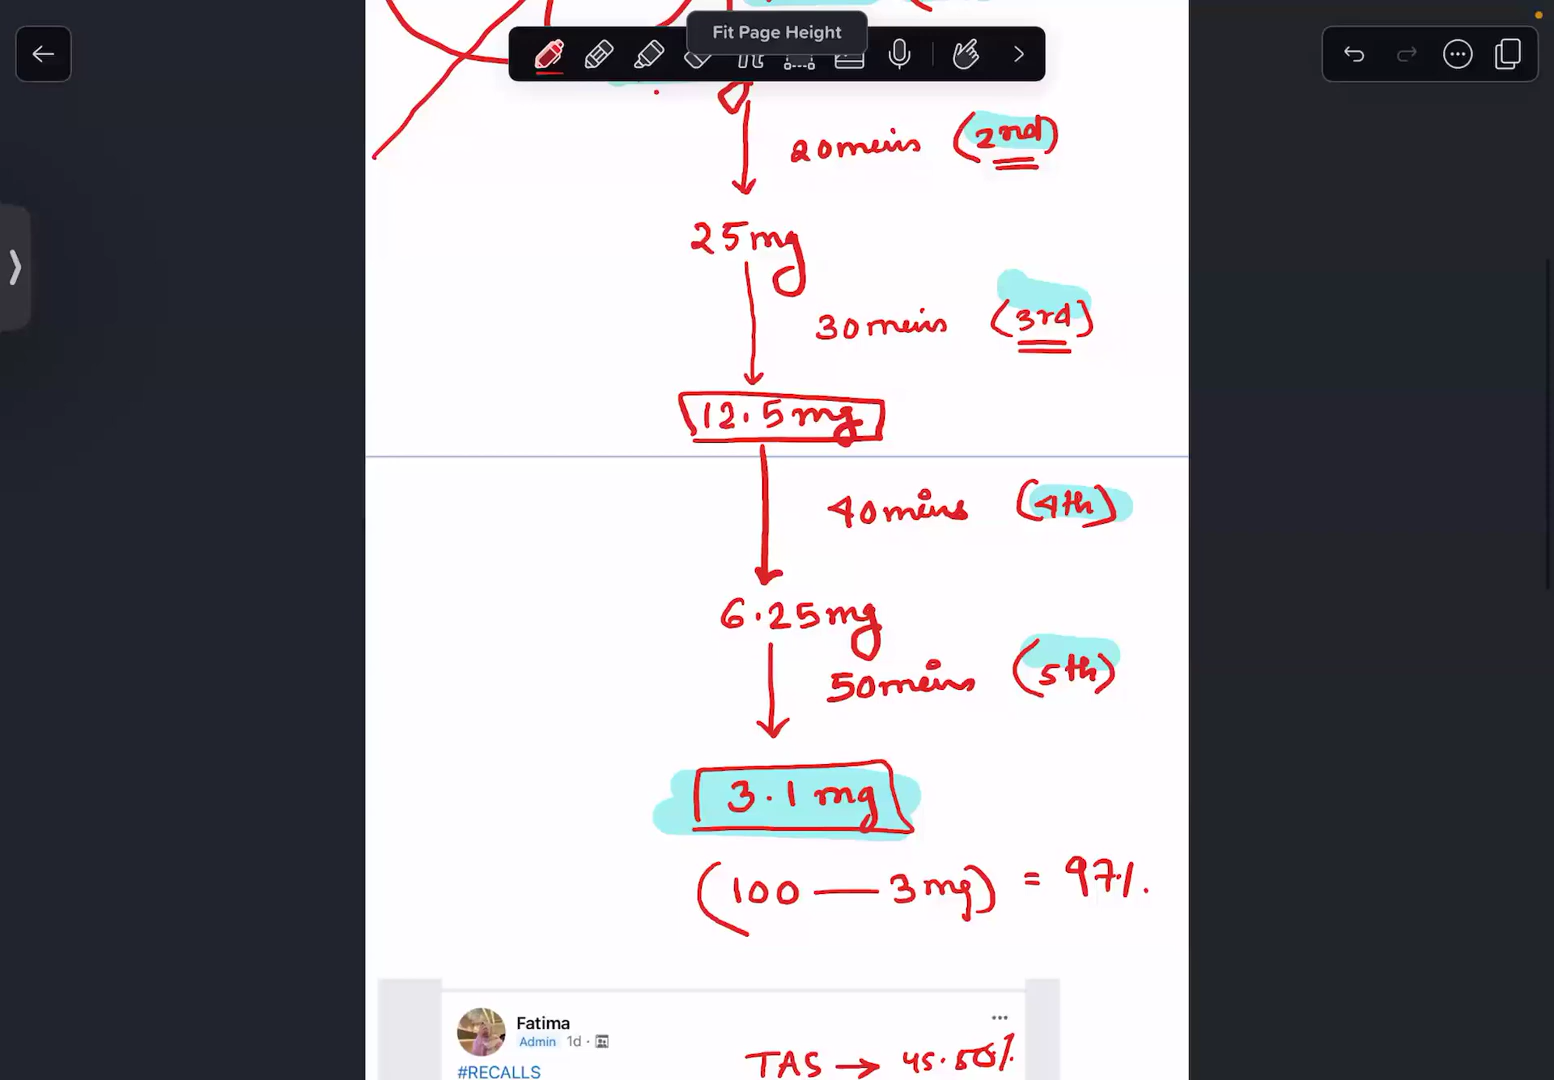 Fit Page Height
20mins (2nd)
25mg
30mins (3rd)
12.5mg
40mins (4th)
6.25mg
50mins (5th)
3.1 mg
(100 — 3mg) = 97%.
Fatima
Admin 1d ·
#RECALLS
TAS → 45.50%